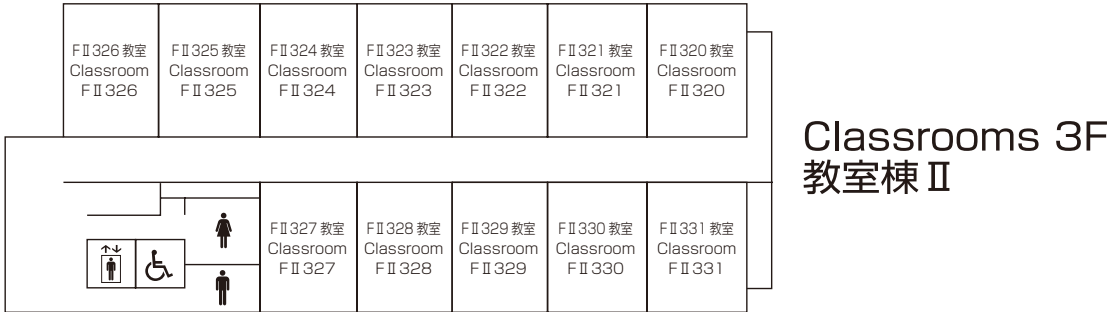 FⅡ326 教室
Classroom
FⅡ326
FⅡ325 教室
Classroom
FⅡ325
FⅡ324 教室
Classroom
FⅡ324
FⅡ323 教室
Classroom
FⅡ323
FⅡ322 教室
Classroom
FⅡ322
FⅡ321 教室
Classroom
FⅡ321
FⅡ320 教室
Classroom
FⅡ320
Classrooms 3F
教室棟Ⅱ
FⅡ327 教室
Classroom
FⅡ327
FⅡ328 教室
Classroom
FⅡ328
FⅡ329 教室
Classroom
FⅡ329
FⅡ330 教室
Classroom
FⅡ330
FⅡ331 教室
Classroom
FⅡ331